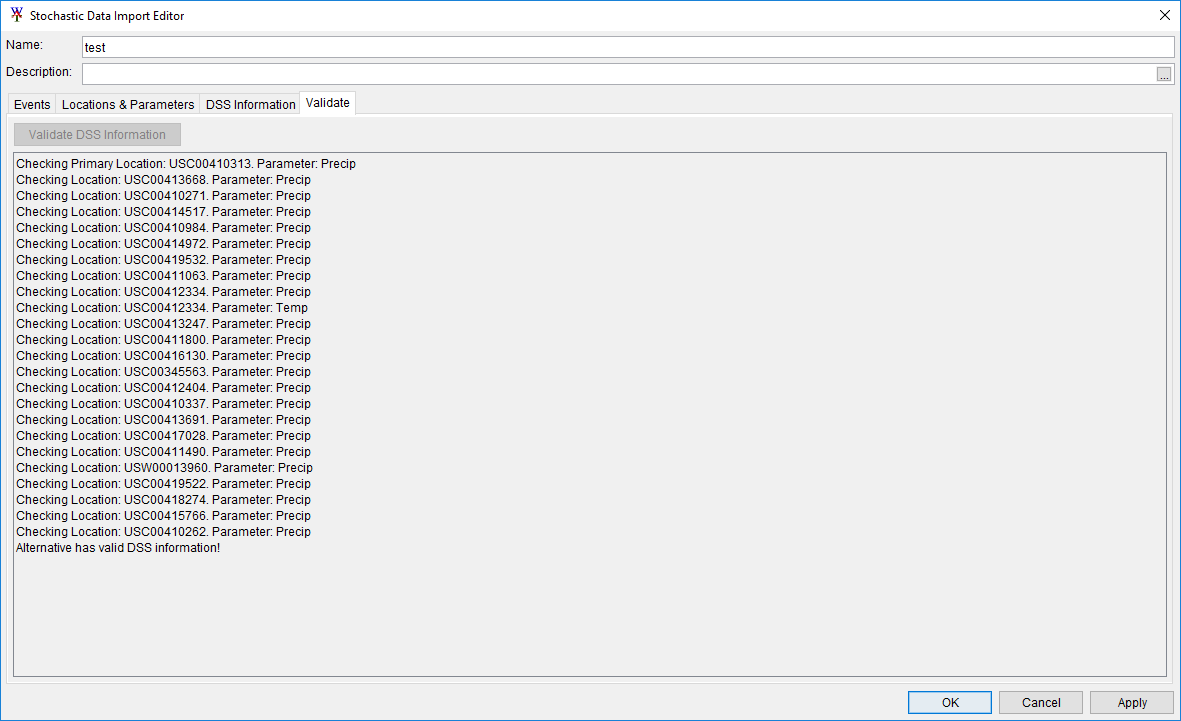 Stochastic Data Import Editor
Name:
test
Description:
...
Events Locations & Parameters DSS Information Validate
Validate DSS Information
Checking Primary Location: USC00410313. Parameter: Precip
Checking Location: USC00413668. Parameter: Precip
Checking Location: USC00410271. Parameter: Precip
Checking Location: USC00414517. Parameter: Precip
Checking Location: USC00410984. Parameter: Precip
Checking Location: USC00414972. Parameter: Precip
Checking Location: USC00419532. Parameter: Precip
Checking Location: USC00411063. Parameter: Precip
Checking Location: USC00412334. Parameter: Precip
Checking Location: USC00412334. Parameter: Temp
Checking Location: USC00413247. Parameter: Precip
Checking Location: USC00411800. Parameter: Precip
Checking Location: USC00416130. Parameter: Precip
Checking Location: USC00345563. Parameter: Precip
Checking Location: USC00412404. Parameter: Precip
Checking Location: USC00410337. Parameter: Precip
Checking Location: USC00413691. Parameter: Precip
Checking Location: USC00417028. Parameter: Precip
Checking Location: USC00411490. Parameter: Precip
Checking Location: USW00013960. Parameter: Precip
Checking Location: USC00419522. Parameter: Precip
Checking Location: USC00418274. Parameter: Precip
Checking Location: USC00415766. Parameter: Precip
Checking Location: USC00410262. Parameter: Precip
Alternative has valid DSS information!
OK Cancel Apply